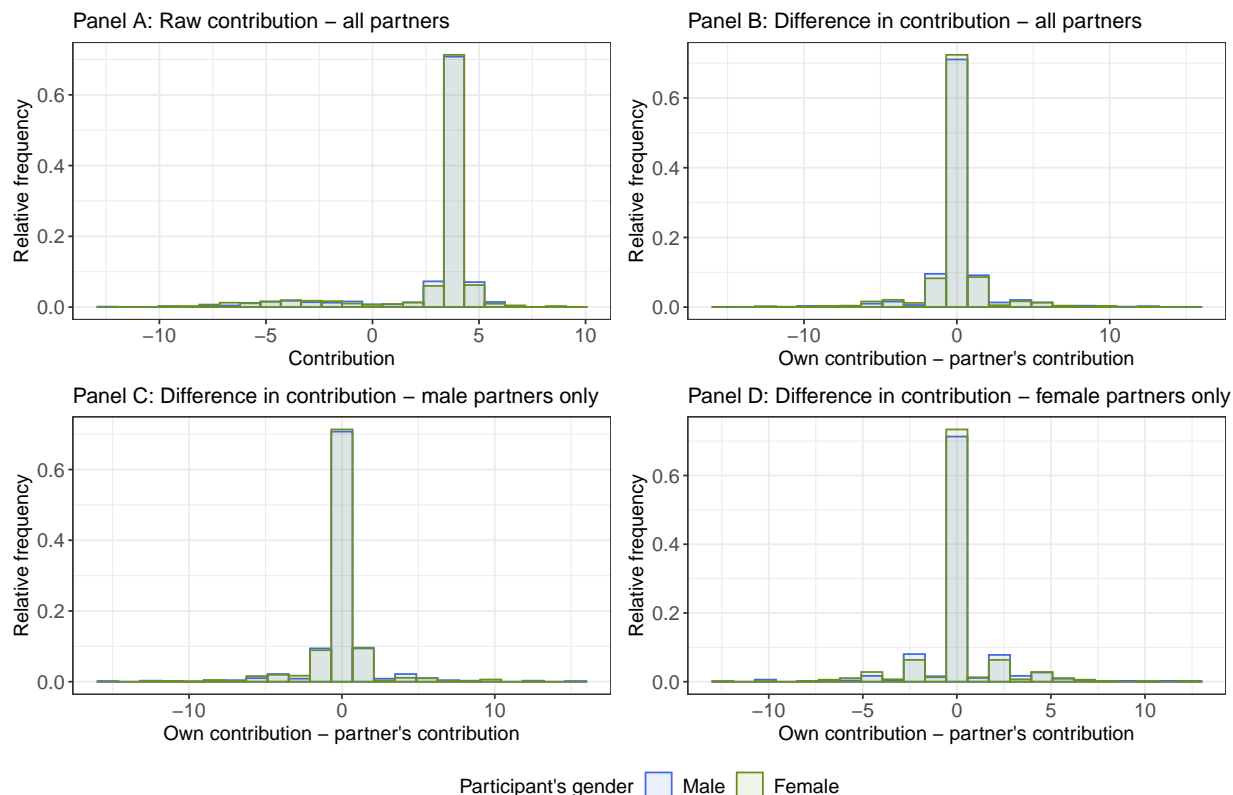 Panel A: Raw contribution – all partners
Relative frequency
0.6
0.4
0.2
0.0
−10
−5
0
5
10
Contribution
Panel B: Difference in contribution – all partners
Relative frequency
0.6
0.4
0.2
0.0
−10
0
10
Own contribution – partner's contribution
Panel C: Difference in contribution – male partners only
Relative frequency
0.6
0.4
0.2
0.0
−10
0
10
Own contribution – partner's contribution
Panel D: Difference in contribution – female partners only
Relative frequency
0.6
0.4
0.2
0.0
−10
−5
0
5
10
Own contribution – partner's contribution
Participant's gender Male Female